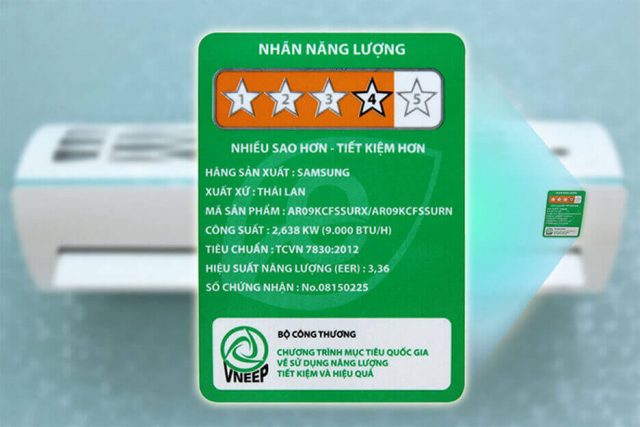 NHÃN NĂNG LƯỢNG
1 2 3 4 5
NHIỀU SAO HƠN - TIẾT KIỆM HƠN
HÃNG SẢN XUẤT : SAMSUNG
XUẤT XỨ : THÁI LAN
MÃ SẢN PHẨM : AR09KCFSSURX/AR09KCFSSURN
CÔNG SUẤT : 2,638 KW (9.000 BTU/H)
TIÊU CHUẨN : TCVN 7830:2012
HIỆU SUẤT NĂNG LƯỢNG (EER) : 3,36
SỐ CHỨNG NHẬN : No.08150225
VNEEP
BỘ CÔNG THƯƠNG
CHƯƠNG TRÌNH MỤC TIÊU QUỐC GIA
VỀ SỬ DỤNG NĂNG LƯỢNG
TIẾT KIỆM VÀ HIỆU QUẢ